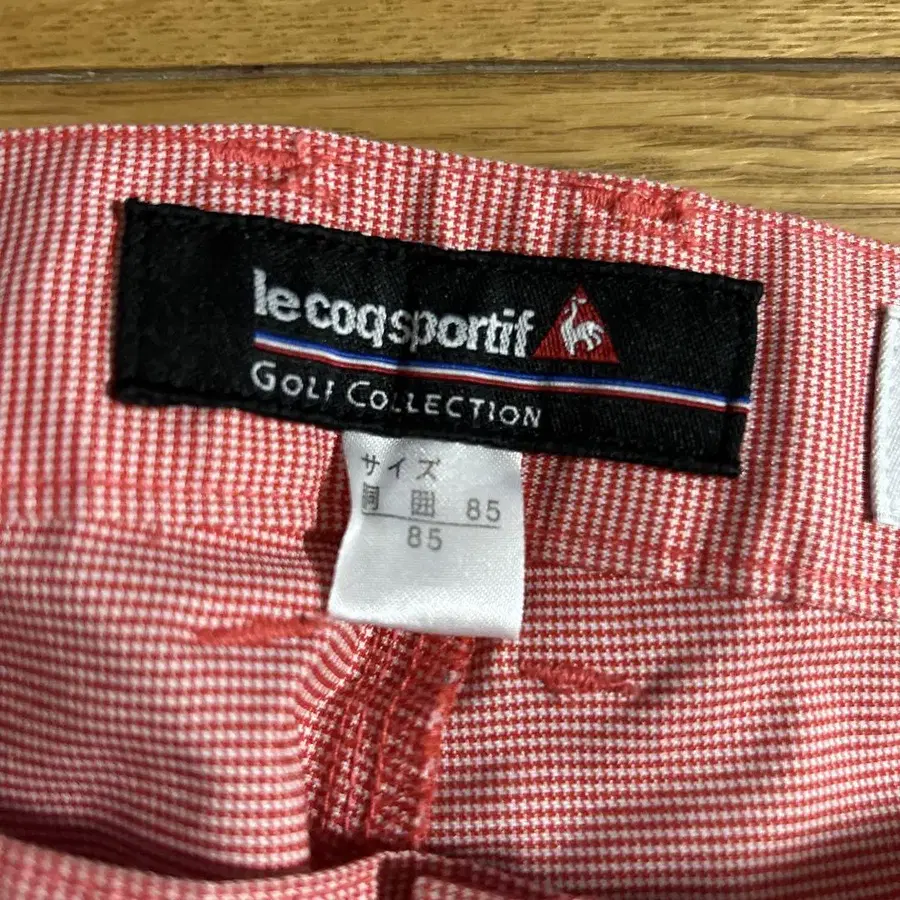 le coq sportif
GOLF COLLECTION
サイズ
胴 囲 85
85